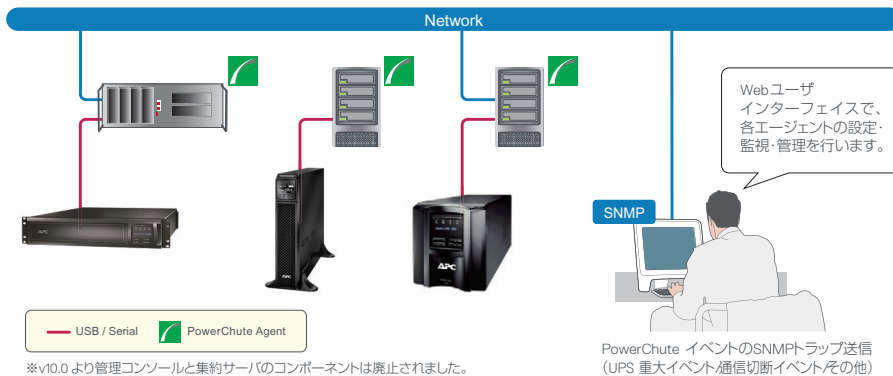 Network
Webユーザ
インターフェイスで、
各エージェントの設定・
監視・管理を行います。
SNMP
APC
APC
APC
USB / Serial
PowerChute Agent
※v10.0 より管理コンソールと集約サーバのコンポーネントは廃止されました。
PowerChute イベントのSNMPトラップ送信
（UPS 重大イベント/通信切断イベント/その他）